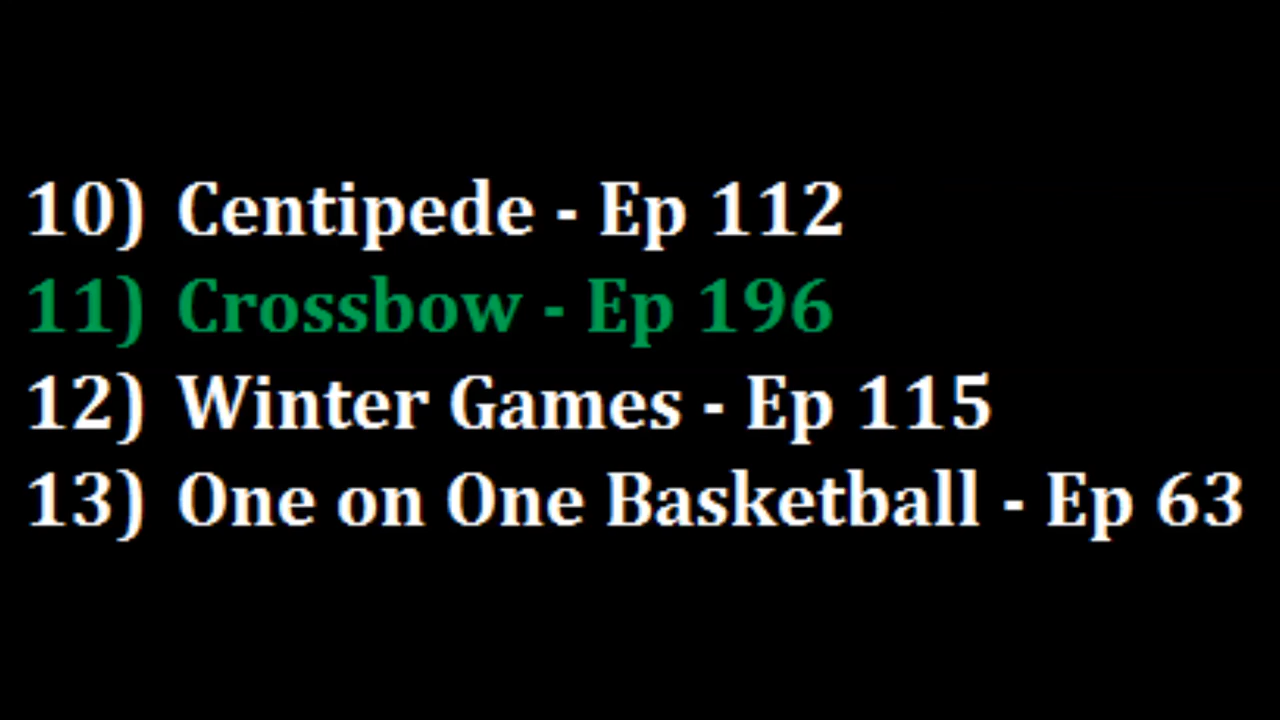 10) Centipede - Ep 112
11) Crossbow - Ep 196
12) Winter Games - Ep 115
13) One on One Basketball - Ep 63